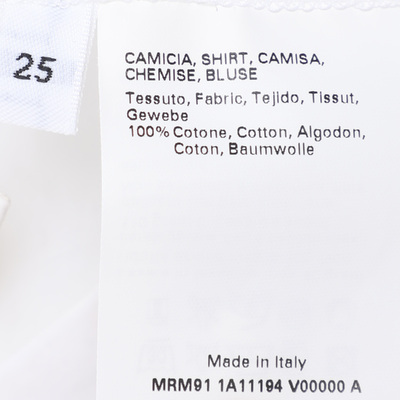 25
CAMICIA, SHIRT, CAMISA,
CHEMISE, BLUSE
Tessuto, Fabric, Tejido, Tissut,
Gewebe
100% Cotone, Cotton, Algodon,
Coton, Baumwolle
Made in Italy
MRM91 1A11194 V00000 A